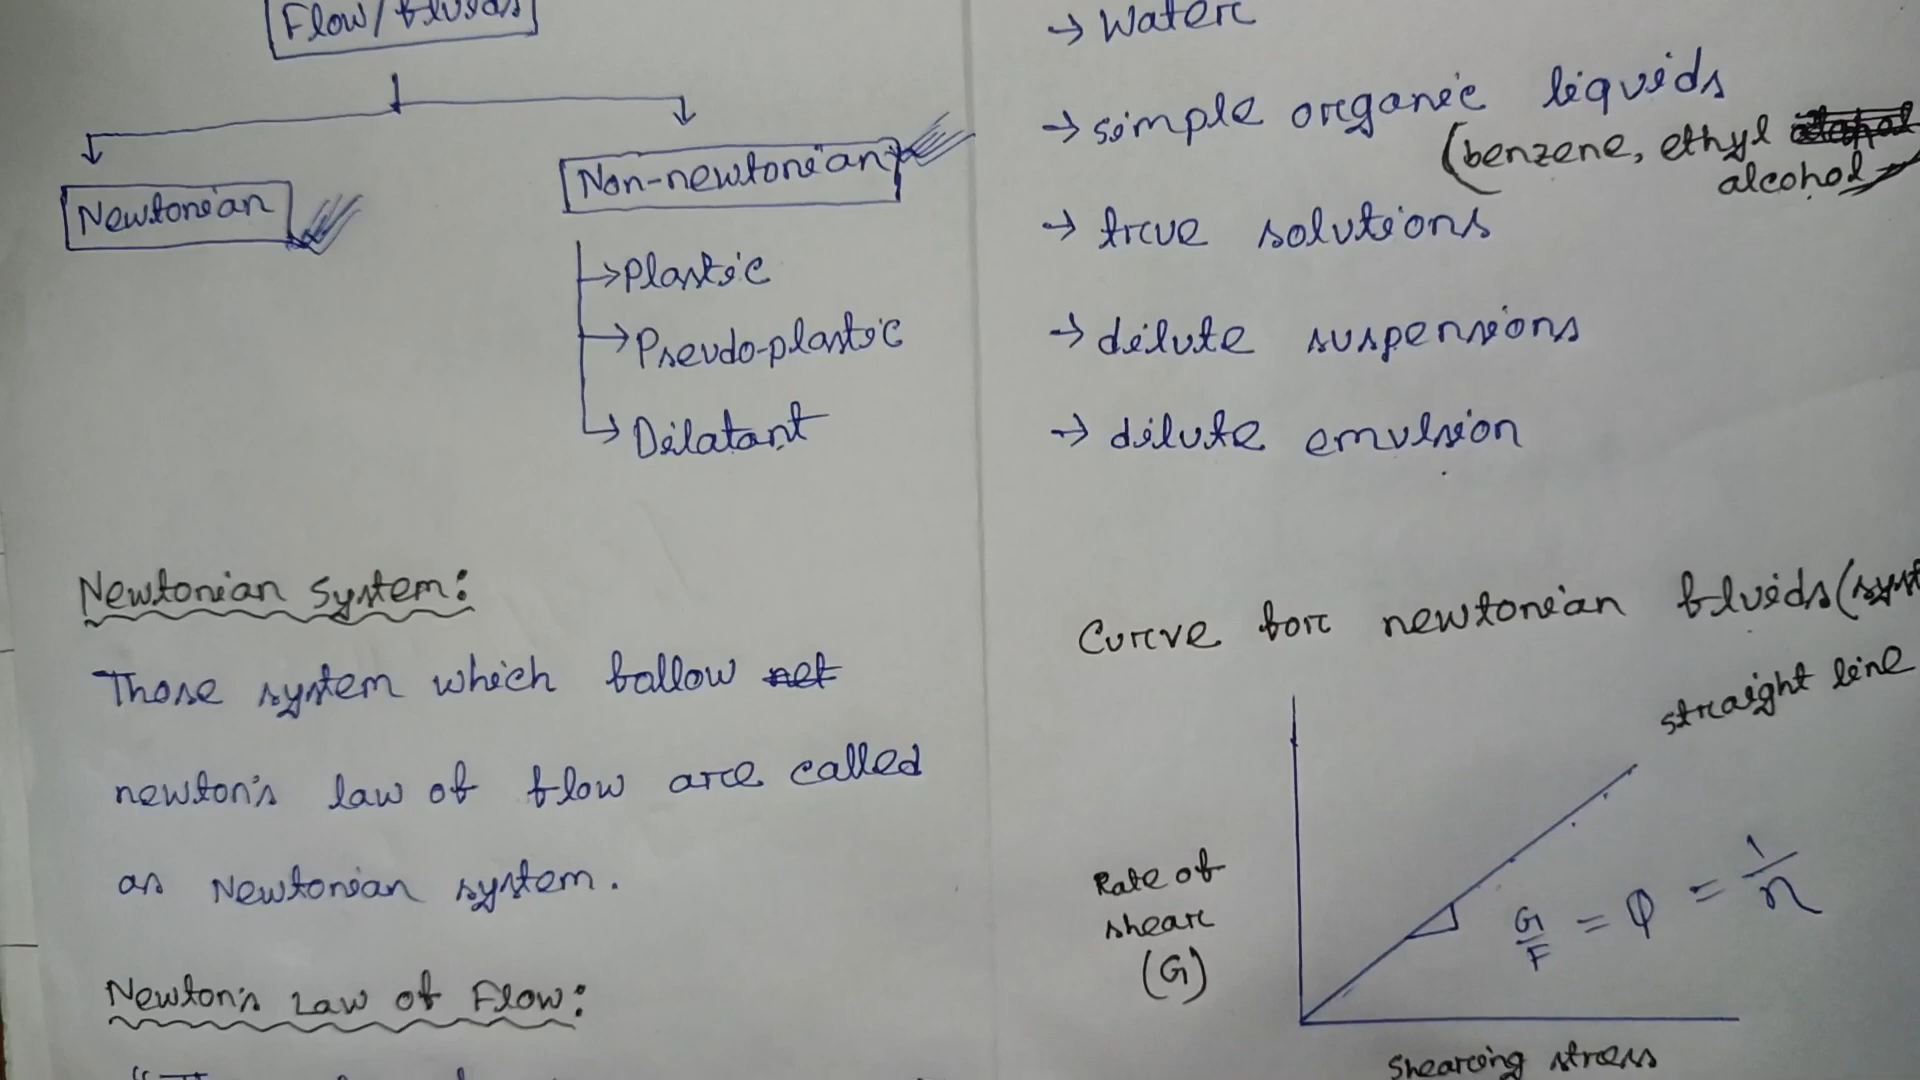 Flow/fluids
Newtonian
Non-newtonian
→Plastic
→Pseudo-plastic
→Dilatant
Newtonian System:
Those system which follow
newton's law of flow are called
as Newtonian system.
Newton's Law of Flow:
→ Water
→ simple organic liquids
(benzene, ethyl
alcohol
→ true solutions
→ dilute suspensions
→ dilute emulsion
Curve for newtonian fluids (syst
straight line
Rate of
shear
(G)
G/F = φ = 1/η
Shearing stress